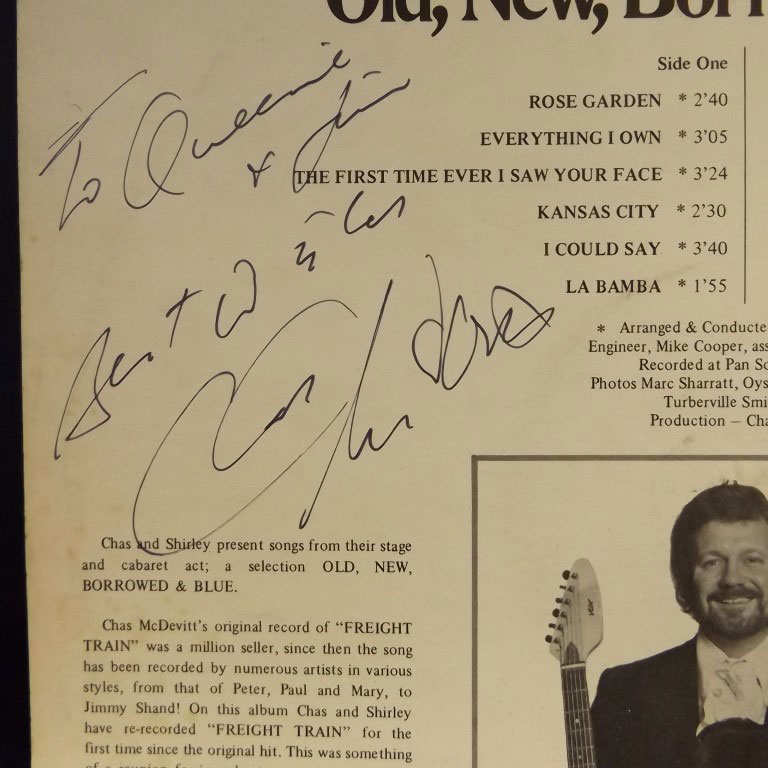 Old, New, Borr
Side One
ROSE GARDEN * 2'40
EVERYTHING I OWN * 3'05
THE FIRST TIME EVER I SAW YOUR FACE * 3'24
KANSAS CITY * 2'30
I COULD SAY * 3'40
LA BAMBA * 1'55
* Arranged & Conducte
Engineer, Mike Cooper, ass
Recorded at Pan So
Photos Marc Sharratt, Oys
Turberville Smi
Production – Cha
To Queenie
& Jim
Best Wishes
Chas
Chas and Shirley present songs from their stage
and cabaret act; a selection OLD, NEW,
BORROWED & BLUE.
Chas McDevitt's original record of "FREIGHT
TRAIN" was a million seller, since then the song
has been recorded by numerous artists in various
styles, from that of Peter, Paul and Mary, to
Jimmy Shand! On this album Chas and Shirley
have re-recorded "FREIGHT TRAIN" for the
first time since the original hit. This was something
VOX